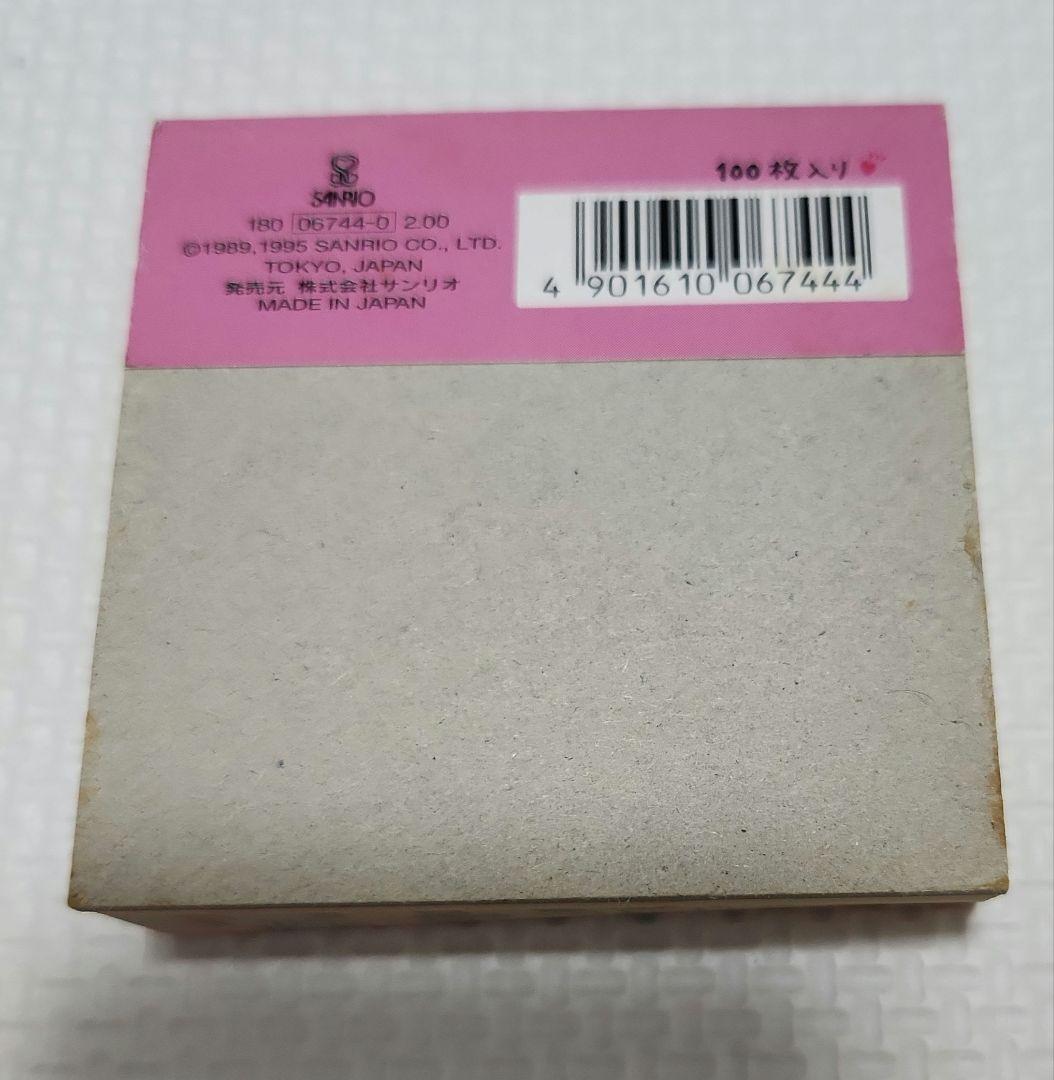 SANRIO
180 06744-0 2.00
©1989,1995 SANRIO CO., LTD.
TOKYO, JAPAN
発売元 株式会社サンリオ
MADE IN JAPAN
100枚入り
4 901610 067444